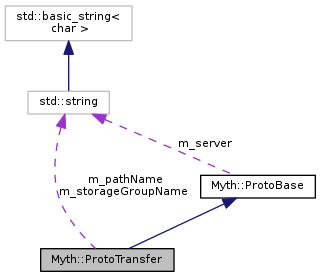 std::basic_string<
char >
std::string
m_server
m_pathName
m_storageGroupName
Myth::ProtoBase
Myth::ProtoTransfer